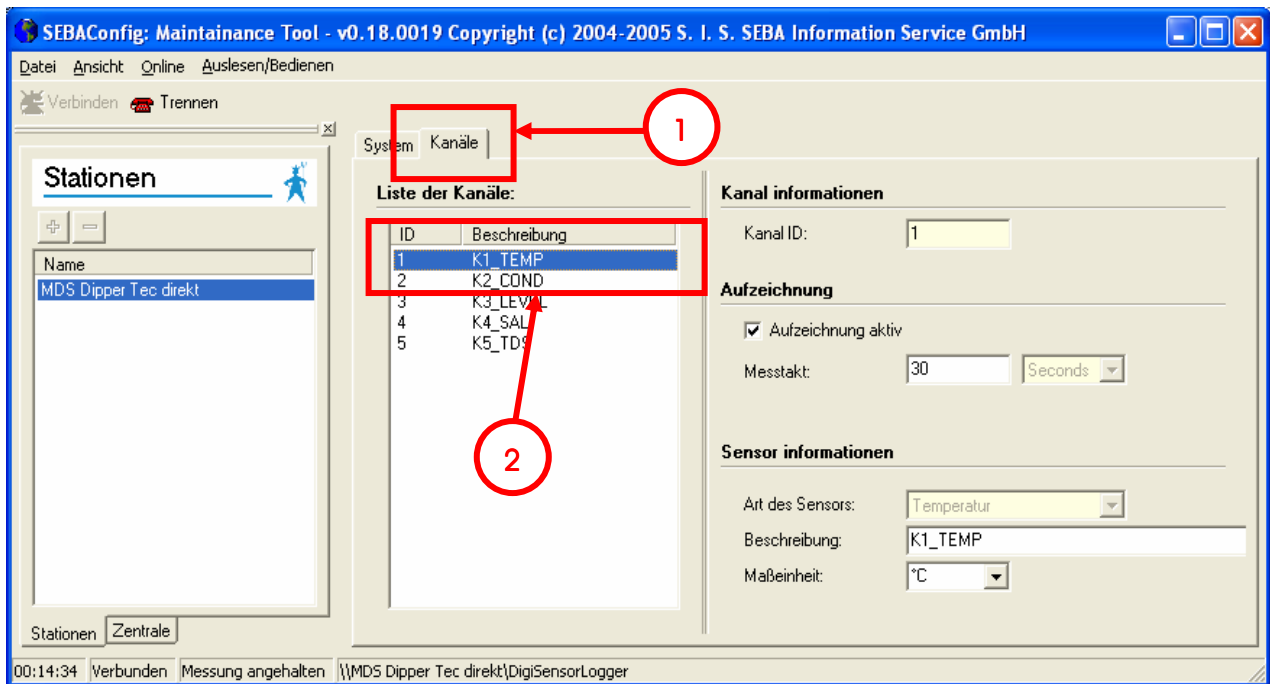 SEBAConfig: Maintainance Tool - v0.18.0019 Copyright (c) 2004-2005 S. I. S. SEBA Information Service GmbH
Datei Ansicht Online Auslesen/Bedienen
Verbinden Trennen
Stationen
Name
MDS Dipper Tec direkt
Stationen Zentrale
System Kanäle
1
Liste der Kanäle:
ID Beschreibung
1 K1_TEMP
2 K2_COND
3 K3_LEVEL
4 K4_SAL
5 K5_TDS
2
Kanal informationen
Kanal ID: 1
Aufzeichnung
Aufzeichnung aktiv
Messtakt: 30 Seconds
Sensor informationen
Art des Sensors: Temperatur
Beschreibung: K1_TEMP
Maßeinheit: °C
00:14:34 Verbunden Messung angehalten \\MDS Dipper Tec direkt\DigiSensorLogger